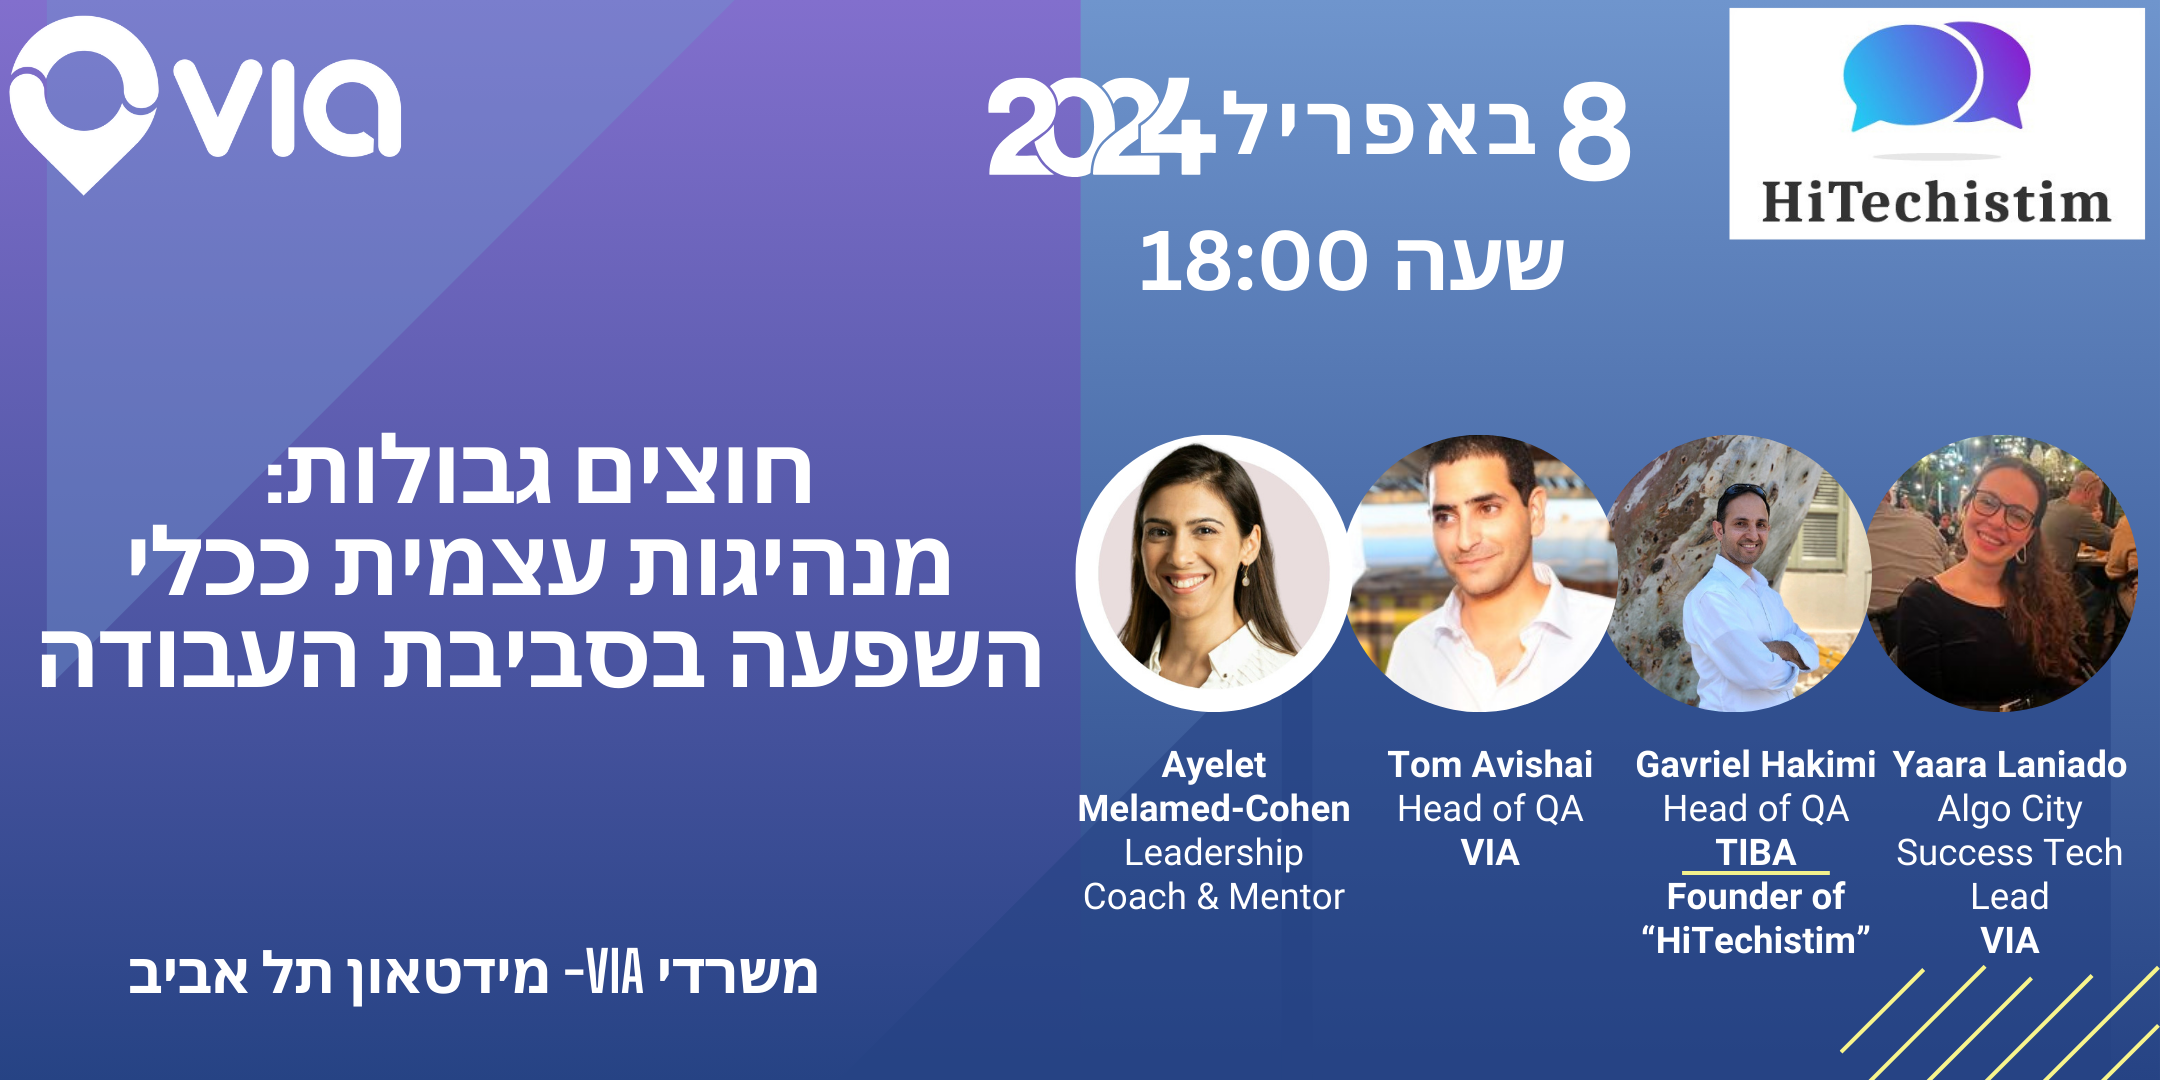 via
8 באפריל 2024
שעה 18:00
HiTechistim
חוצים גבולות:
מנהיגות עצמית ככלי
השפעה בסביבת העבודה
משרדי VIA- מידטאון תל אביב
Ayelet
Melamed-Cohen
Leadership
Coach & Mentor
Tom Avishai
Head of QA
VIA
Gavriel Hakimi
Head of QA
TIBA
Founder of
“HiTechistim”
Yaara Laniado
Algo City
Success Tech
Lead
VIA